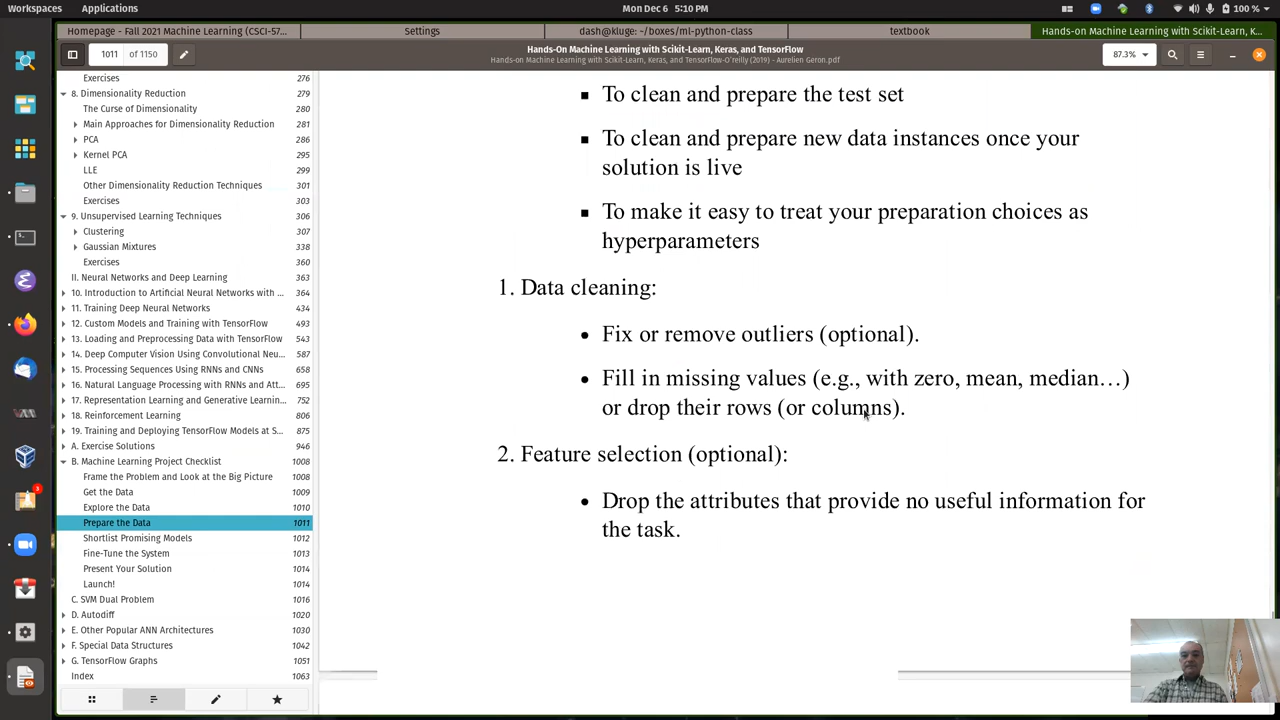 Workspaces
Applications
Mon Dec 6 5:10 PM
100 %
Homepage - Fall 2021 Machine Learning (CSCI-57...
Settings
dash@kluge: ~/boxes/ml-python-class
textbook
Hands-On Machine Learning with Scikit-Learn, K...
1011 of 1150
Hands-On Machine Learning with Scikit-Learn, Keras, and TensorFlow
Hands-on Machine Learning with Scikit-Learn, Keras, and TensorFlow-O'reilly (2019) - Aurelien Geron.pdf
87.3%
Exercises 276
8. Dimensionality Reduction 279
The Curse of Dimensionality 280
Main Approaches for Dimensionality Reduction 281
PCA 286
Kernel PCA 295
LLE 299
Other Dimensionality Reduction Techniques 301
Exercises 303
9. Unsupervised Learning Techniques 306
Clustering 307
Gaussian Mixtures 338
Exercises 360
II. Neural Networks and Deep Learning 363
10. Introduction to Artificial Neural Networks with ... 364
11. Training Deep Neural Networks 434
12. Custom Models and Training with TensorFlow 493
13. Loading and Preprocessing Data with TensorFlow 543
14. Deep Computer Vision Using Convolutional Neu... 587
15. Processing Sequences Using RNNs and CNNs 658
16. Natural Language Processing with RNNs and Att... 695
17. Representation Learning and Generative Learnin... 752
18. Reinforcement Learning 806
19. Training and Deploying TensorFlow Models at S... 875
A. Exercise Solutions 946
B. Machine Learning Project Checklist 1008
Frame the Problem and Look at the Big Picture 1008
Get the Data 1009
Explore the Data 1010
Prepare the Data 1011
Shortlist Promising Models 1012
Fine-Tune the System 1013
Present Your Solution 1014
Launch! 1014
C. SVM Dual Problem 1016
D. Autodiff 1020
E. Other Popular ANN Architectures 1030
F. Special Data Structures 1042
G. TensorFlow Graphs 1051
Index 1063
To clean and prepare the test set
To clean and prepare new data instances once your
solution is live
To make it easy to treat your preparation choices as
hyperparameters
1. Data cleaning:
Fix or remove outliers (optional).
Fill in missing values (e.g., with zero, mean, median…)
or drop their rows (or columns).
2. Feature selection (optional):
Drop the attributes that provide no useful information for
the task.